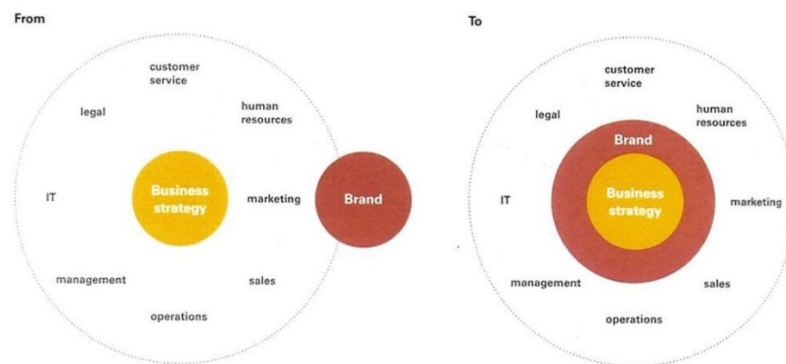 From
customer
service
legal
human
resources
IT
Business
strategy
marketing
Brand
management
sales
operations
To
customer
service
legal
human
resources
Brand
IT
Business
strategy
marketing
management
sales
operations